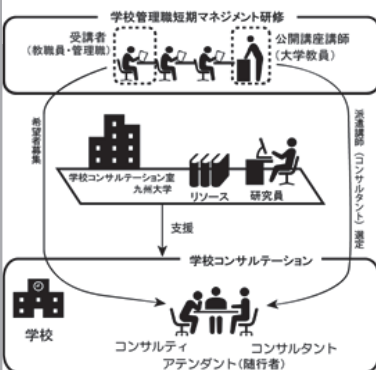 学校管理職短期マネジメント研修
受講者
(教職員・管理職)
公開講座講師
(大学教員)
希望者募集
派遣講師(コンサルタント)選定
学校コンサルテーション室
九州大学
リソース
研究員
支援
学校コンサルテーション
学校
コンサルティ
コンサルタント
アテンダント(随行者)